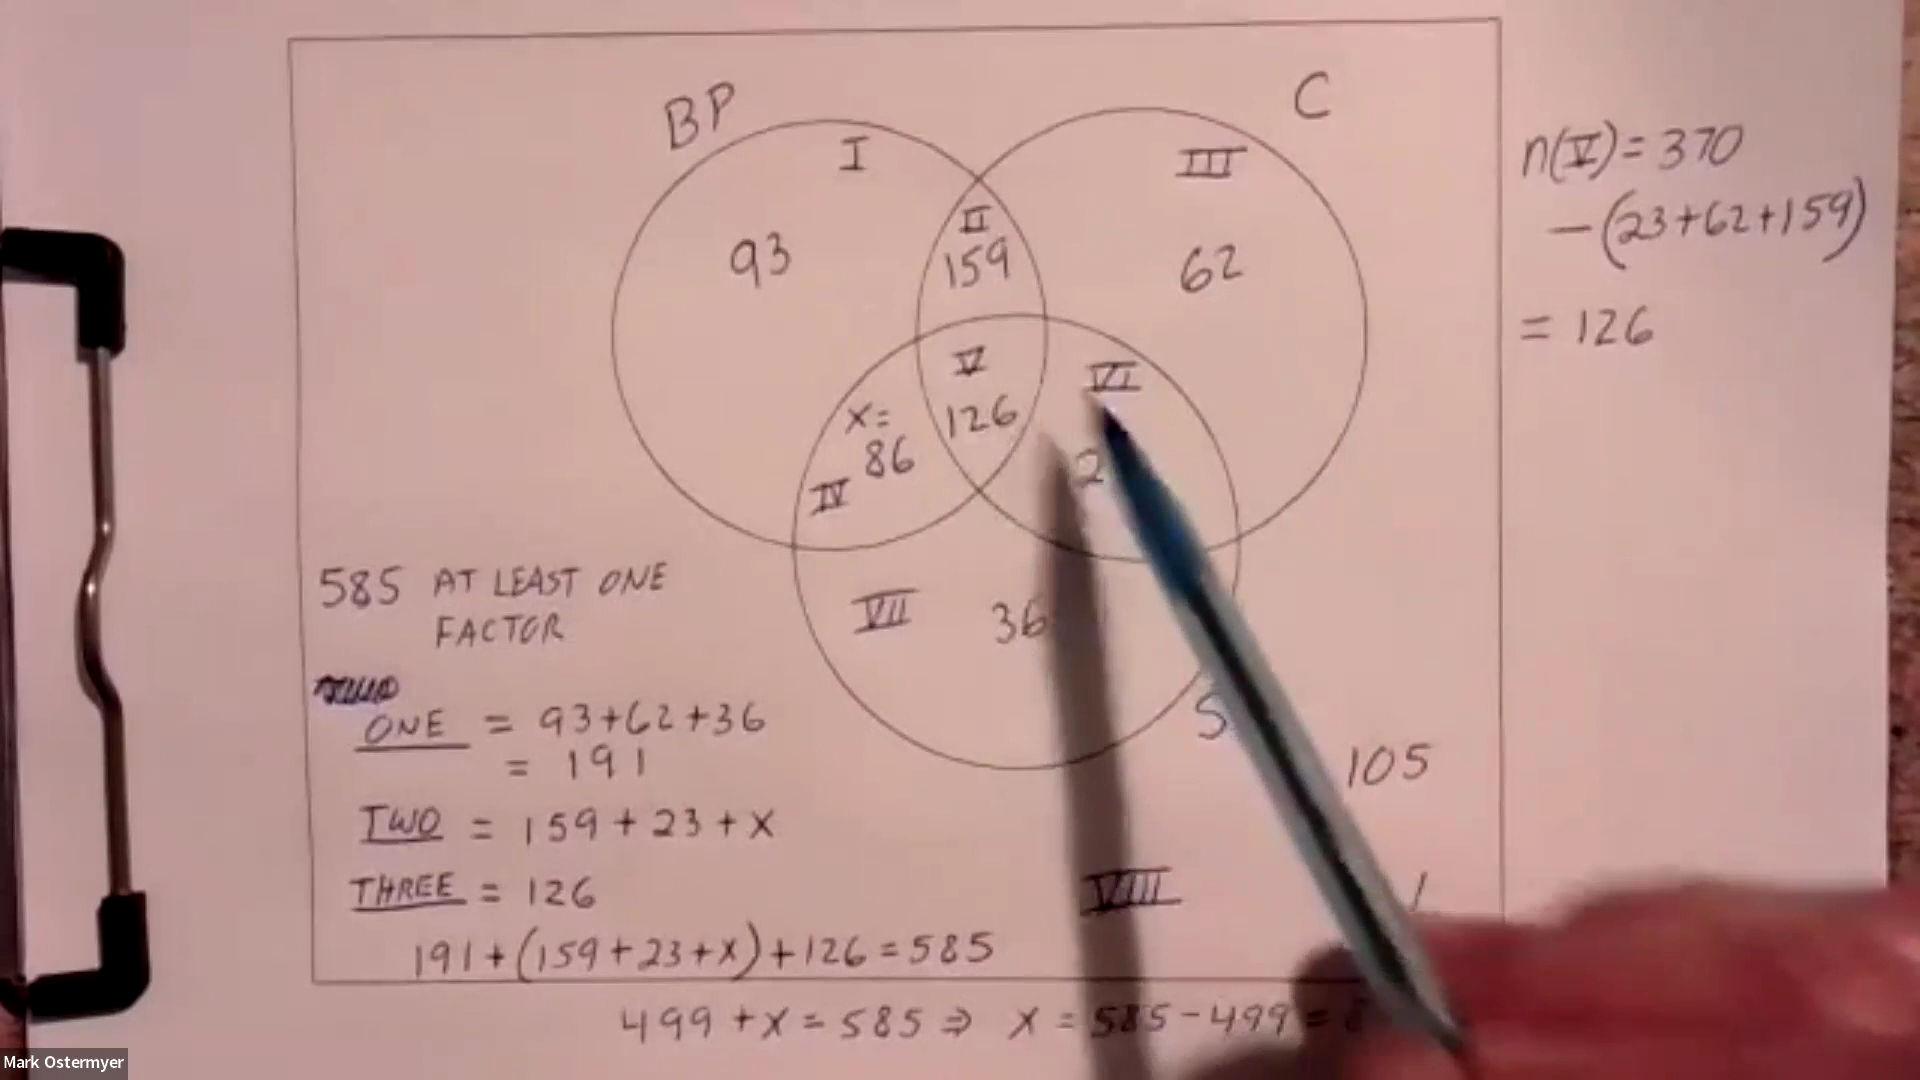 BP
C
I
II
III
93
159
62
V
VI
x=
126
86
IV
VII
36
S
105
VIII
n(V)=370
-(23+62+159)
= 126
585 AT LEAST ONE
FACTOR
ONE = 93+62+36
= 191
TWO = 159+23+x
THREE = 126
191+(159+23+x)+126=585
499+x=585⇒ x=585-499=
Mark Ostermyer